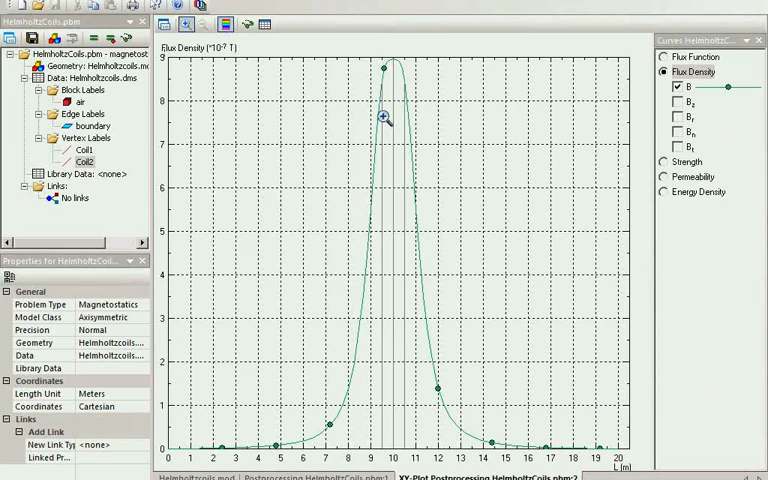 HelmholtzCoils.pbm
HelmholtzCoils.pbm - magnetost
Geometry: Helmholtzcoils.mo
Data: Helmholtzcoils.dms
Block Labels
air
Edge Labels
boundary
Vertex Labels
Coil1
Coil2
Library Data: <none>
Links:
No links
Properties for HelmholtzCoil...
General
Problem Type Magnetostatics
Model Class Axisymmetric
Precision Normal
Geometry Helmholtzcoils....
Data Helmholtzcoils....
Library Data
Coordinates
Length Unit Meters
Coordinates Cartesian
Links
Add Link
New Link Typ <none>
Linked Pr...
Flux Density (*10-7 T)
9
8
7
6
5
4
3
2
1
0
0 1 2 3 4 5 6 7 8 9 10 11 12 13 14 15 16 17 18 19 20
L (m)
Helmholtzcoils.mod Postprocessing HelmholtzCoils.pbm:1 XY-Plot Postprocessing HelmholtzCoils.pbm:2
Curves HelmholtzC...
Flux Function
Flux Density
B
Bz
Br
Bn
Bt
Strength
Permeability
Energy Density